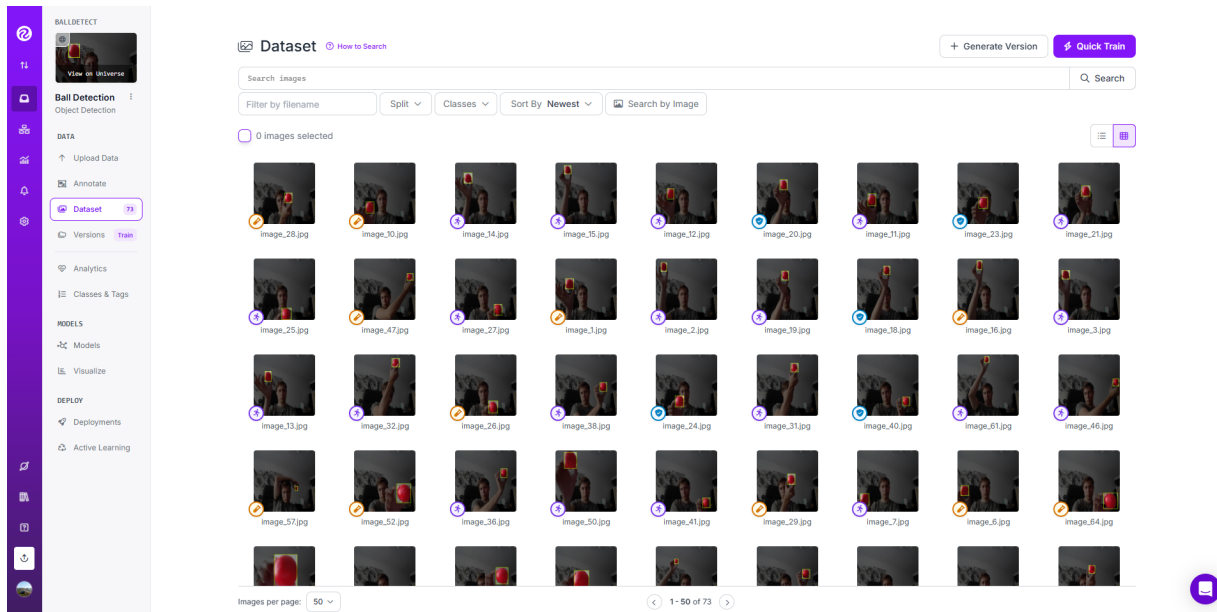 BALLDETECT
View on Universe
Ball Detection
Object Detection
DATA
Upload Data
Annotate
Dataset 73
Versions Train
Analytics
Classes & Tags
MODELS
Models
Visualize
DEPLOY
Deployments
Active Learning
Dataset How to Search
+ Generate Version Quick Train
Search images Search
Filter by filename Split Classes Sort By Newest Search by Image
0 images selected
image_28.jpg image_10.jpg image_14.jpg image_15.jpg image_12.jpg image_20.jpg image_11.jpg image_23.jpg image_21.jpg
image_25.jpg image_47.jpg image_27.jpg image_1.jpg image_2.jpg image_19.jpg image_18.jpg image_16.jpg image_3.jpg
image_13.jpg image_32.jpg image_26.jpg image_38.jpg image_24.jpg image_31.jpg image_40.jpg image_61.jpg image_46.jpg
image_57.jpg image_52.jpg image_36.jpg image_50.jpg image_41.jpg image_29.jpg image_7.jpg image_6.jpg image_64.jpg
Images per page: 50 1 - 50 of 73